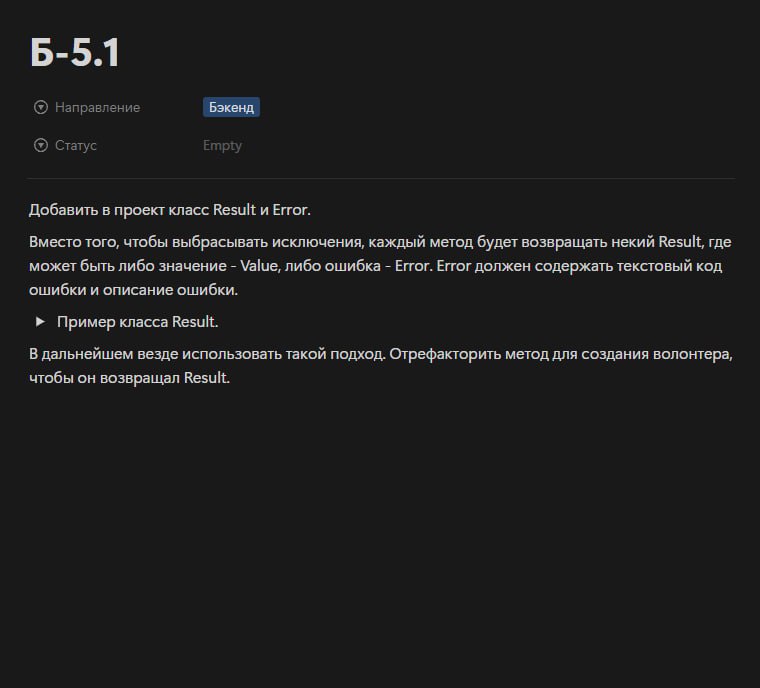 Б-5.1
Направление Бэкенд
Статус Empty
Добавить в проект класс Result и Error.
Вместо того, чтобы выбрасывать исключения, каждый метод будет возвращать некий Result, где
может быть либо значение - Value, либо ошибка - Error. Error должен содержать текстовый код
ошибки и описание ошибки.
Пример класса Result.
В дальнейшем везде использовать такой подход. Отрефакторить метод для создания волонтера,
чтобы он возвращал Result.